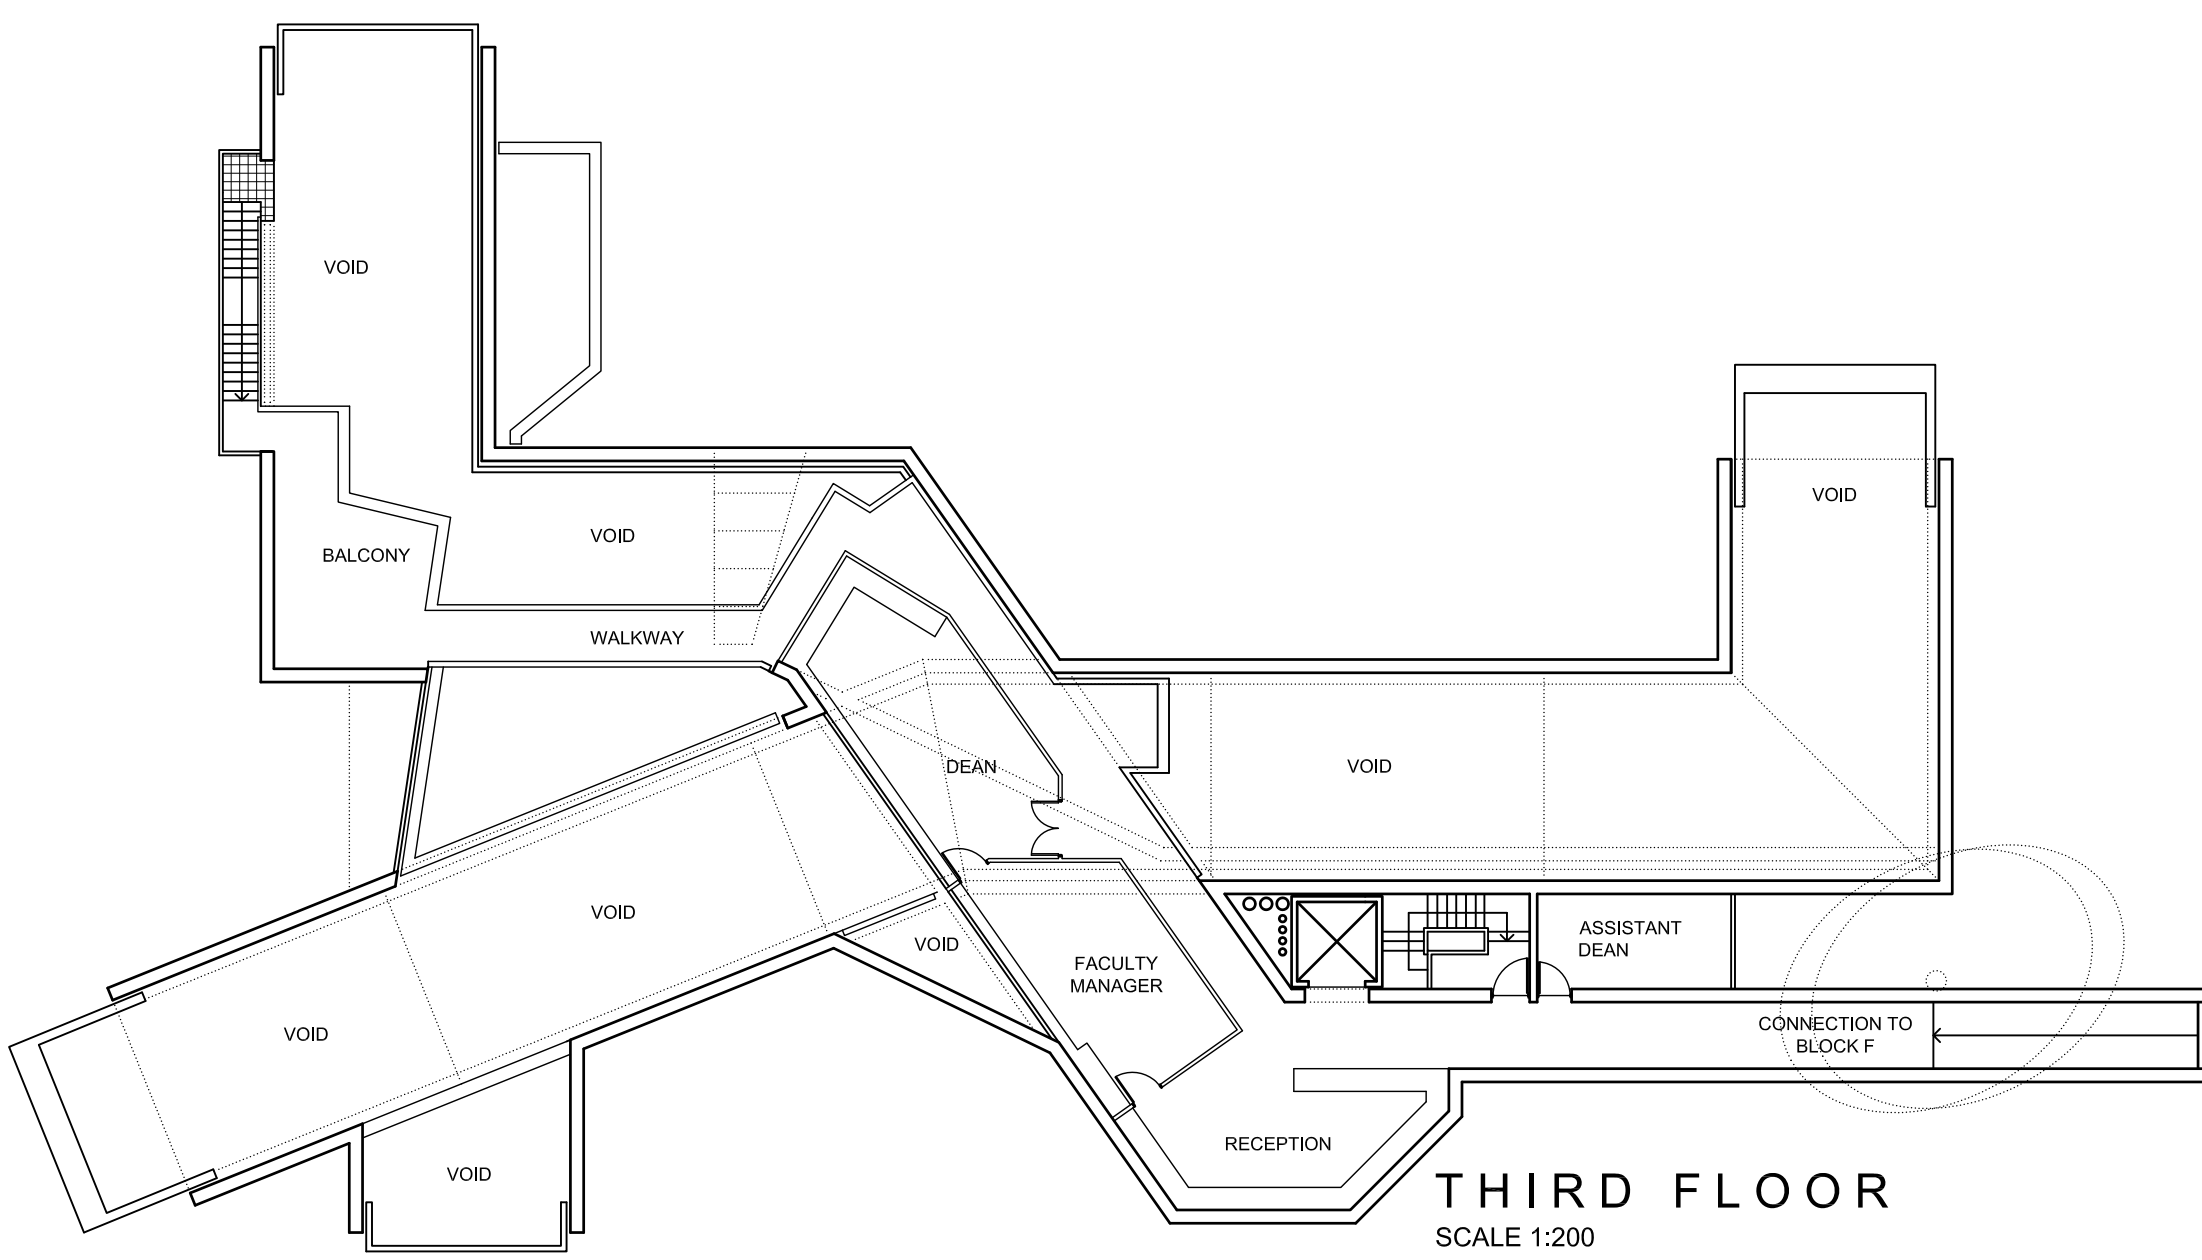 VOID
VOID
VOID
BALCONY
WALKWAY
DEAN
VOID
VOID
VOID
ASSISTANT
DEAN
FACULTY
MANAGER
CONNECTION TO
BLOCK F
VOID
RECEPTION
VOID
THIRD FLOOR
SCALE 1:200